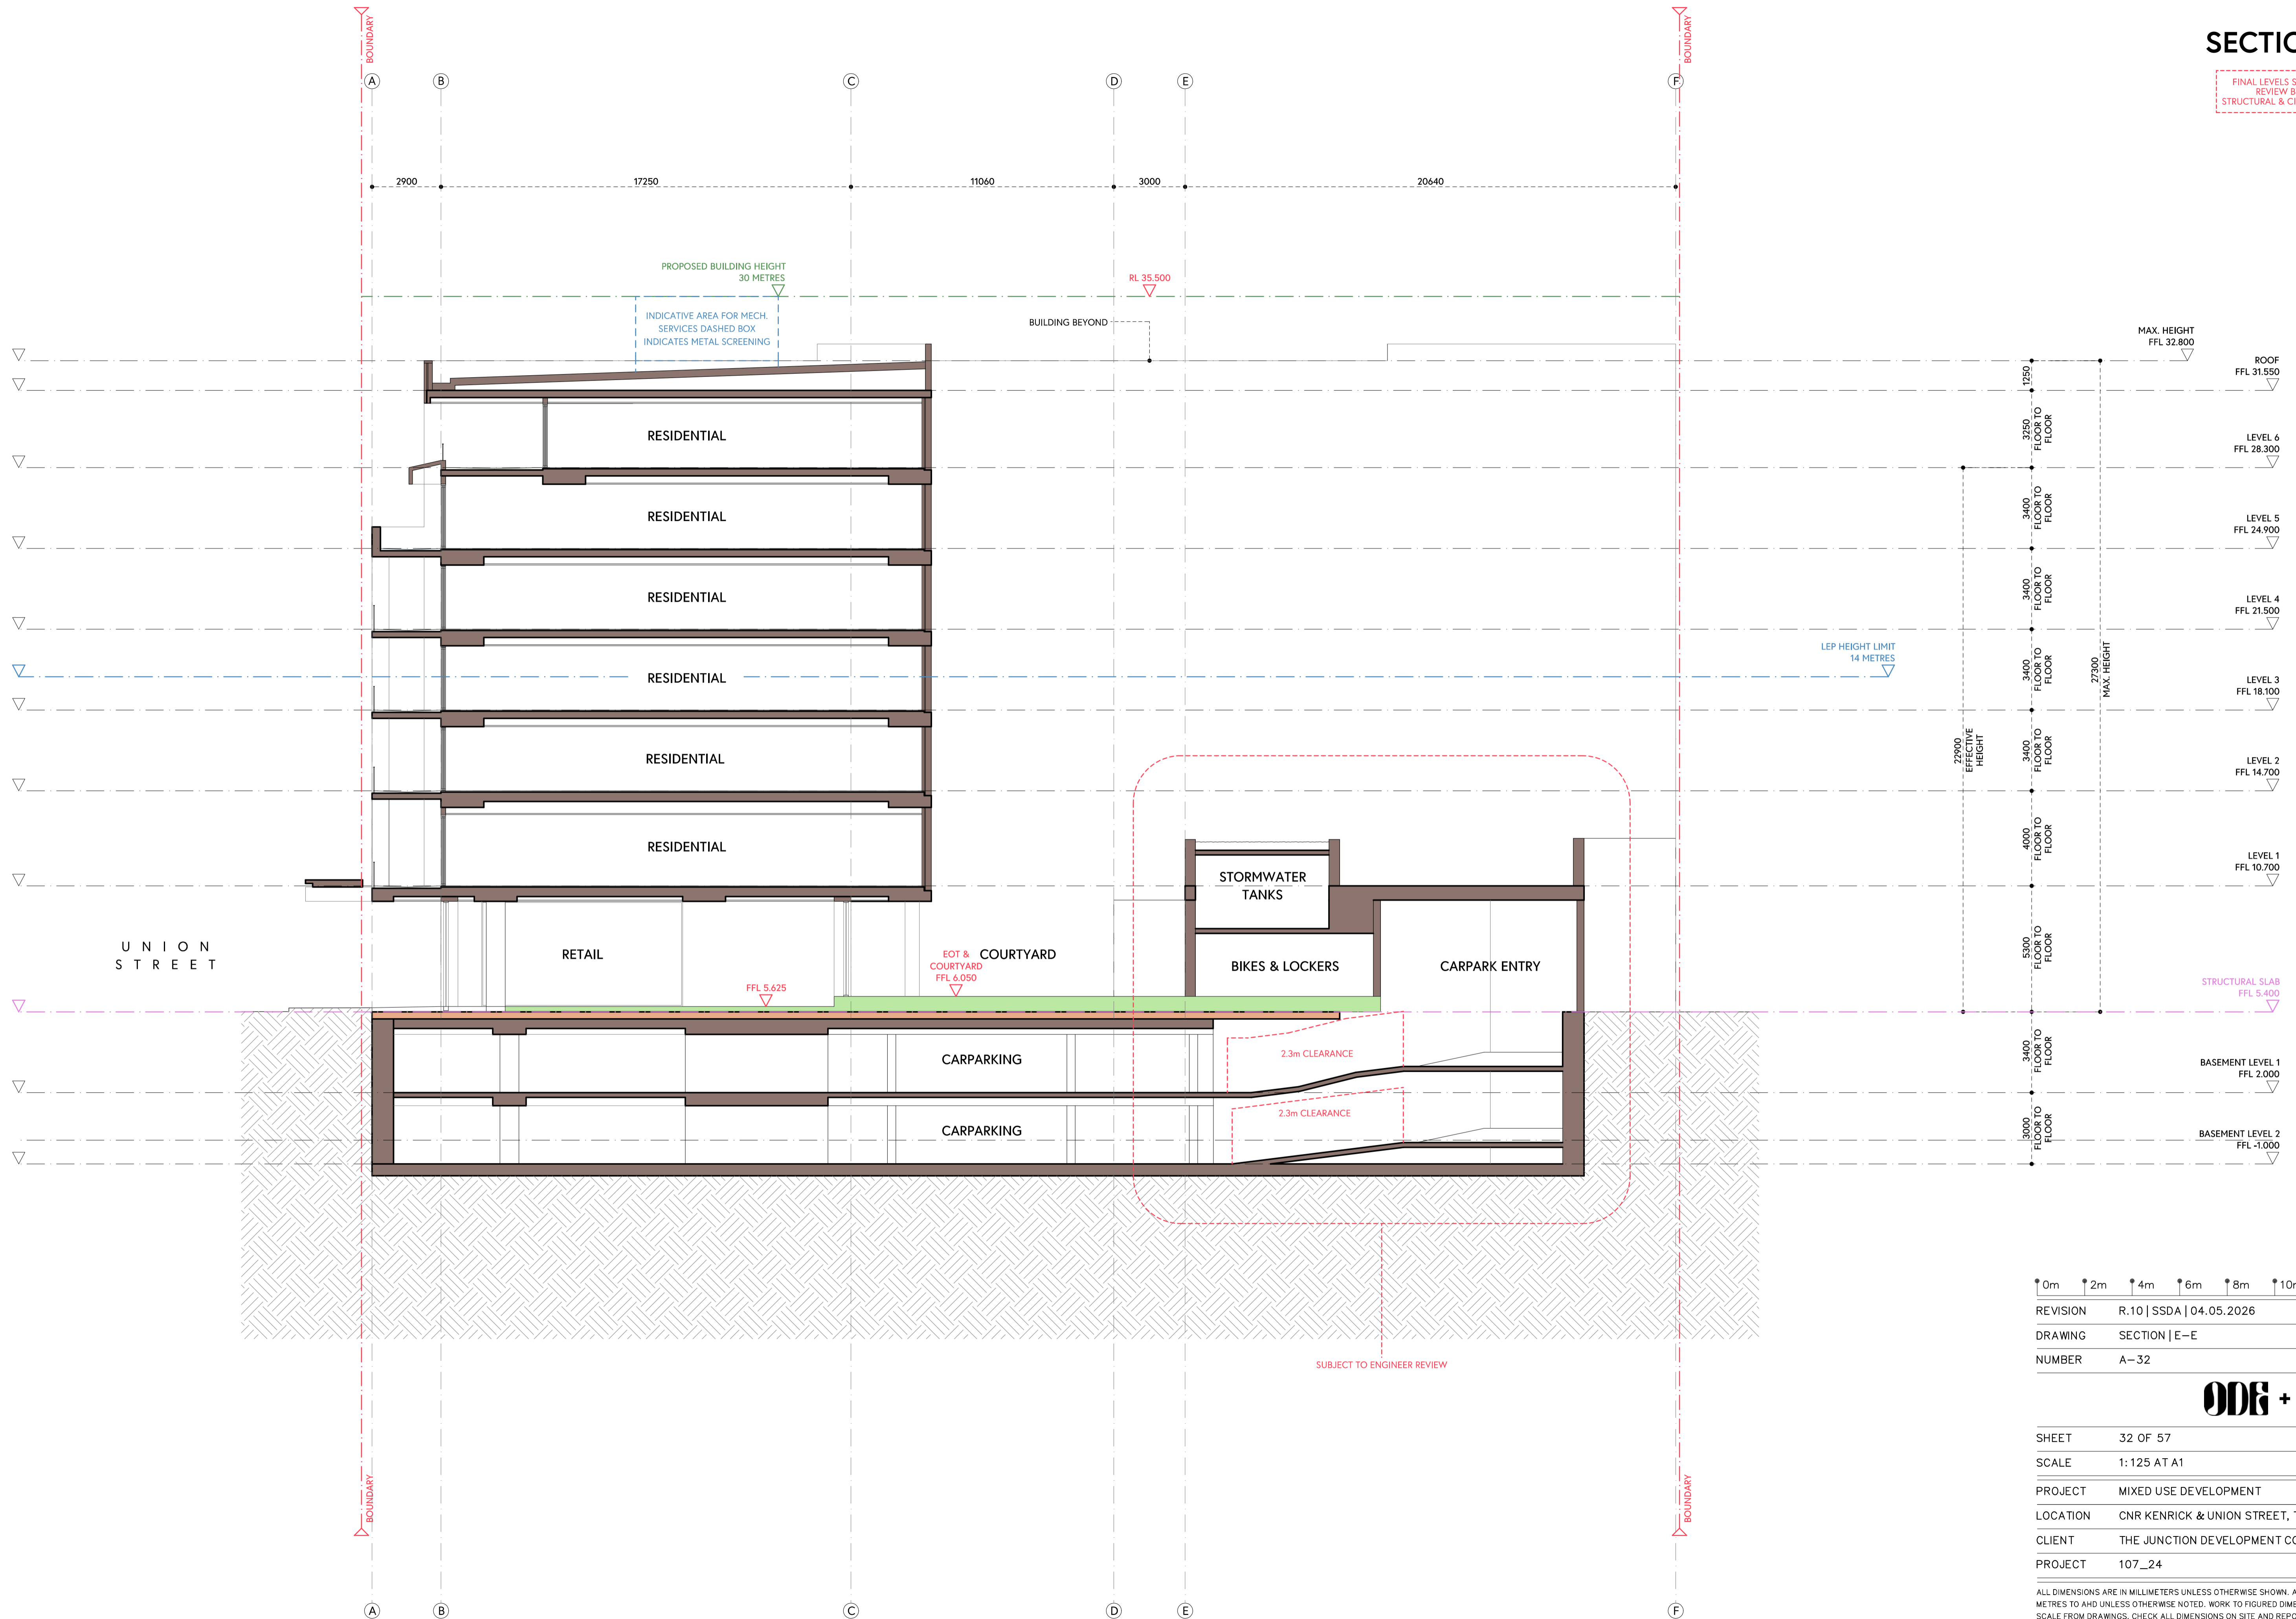 BOUNDARY
BOUNDARY
SECTIO
FINAL LEVELS S
REVIEW B
STRUCTURAL & CI
A
B
C
D
E
F
2900
17250
11060
3000
20640
PROPOSED BUILDING HEIGHT
30 METRES
RL 35.500
INDICATIVE AREA FOR MECH.
SERVICES DASHED BOX
INDICATES METAL SCREENING
BUILDING BEYOND
MAX. HEIGHT
FFL 32.800
ROOF
FFL 31.550
1250
RESIDENTIAL
3250
FLOOR TO
FLOOR
LEVEL 6
FFL 28.300
RESIDENTIAL
3400
FLOOR TO
FLOOR
LEVEL 5
FFL 24.900
RESIDENTIAL
3400
FLOOR TO
FLOOR
LEVEL 4
FFL 21.500
LEP HEIGHT LIMIT
14 METRES
RESIDENTIAL
3400
FLOOR TO
FLOOR
27300
MAX. HEIGHT
LEVEL 3
FFL 18.100
RESIDENTIAL
22900
EFFECTIVE
HEIGHT
3400
FLOOR TO
FLOOR
LEVEL 2
FFL 14.700
RESIDENTIAL
4000
FLOOR TO
FLOOR
LEVEL 1
FFL 10.700
STORMWATER
TANKS
UNION
STREET
RETAIL
EOT &
COURTYARD
FFL 6.050
COURTYARD
BIKES & LOCKERS
CARPARK ENTRY
5300
FLOOR TO
FLOOR
FFL 5.625
STRUCTURAL SLAB
FFL 5.400
CARPARKING
2.3m CLEARANCE
3400
FLOOR TO
FLOOR
BASEMENT LEVEL 1
FFL 2.000
CARPARKING
2.3m CLEARANCE
3000
FLOOR TO
FLOOR
BASEMENT LEVEL 2
FFL -1.000
SUBJECT TO ENGINEER REVIEW
BOUNDARY
BOUNDARY
A
B
C
D
E
F
0m 2m 4m 6m 8m 10m
REVISION R.10 | SSDA | 04.05.2026
DRAWING SECTION | E-E
NUMBER A-32
ODE +
SHEET 32 OF 57
SCALE 1:125 AT A1
PROJECT MIXED USE DEVELOPMENT
LOCATION CNR KENRICK & UNION STREET, T
CLIENT THE JUNCTION DEVELOPMENT CO
PROJECT 107_24
ALL DIMENSIONS ARE IN MILLIMETERS UNLESS OTHERWISE SHOWN. A
METRES TO AHD UNLESS OTHERWISE NOTED. WORK TO FIGURED DIM
SCALE FROM DRAWINGS. CHECK ALL DIMENSIONS ON SITE AND REPO